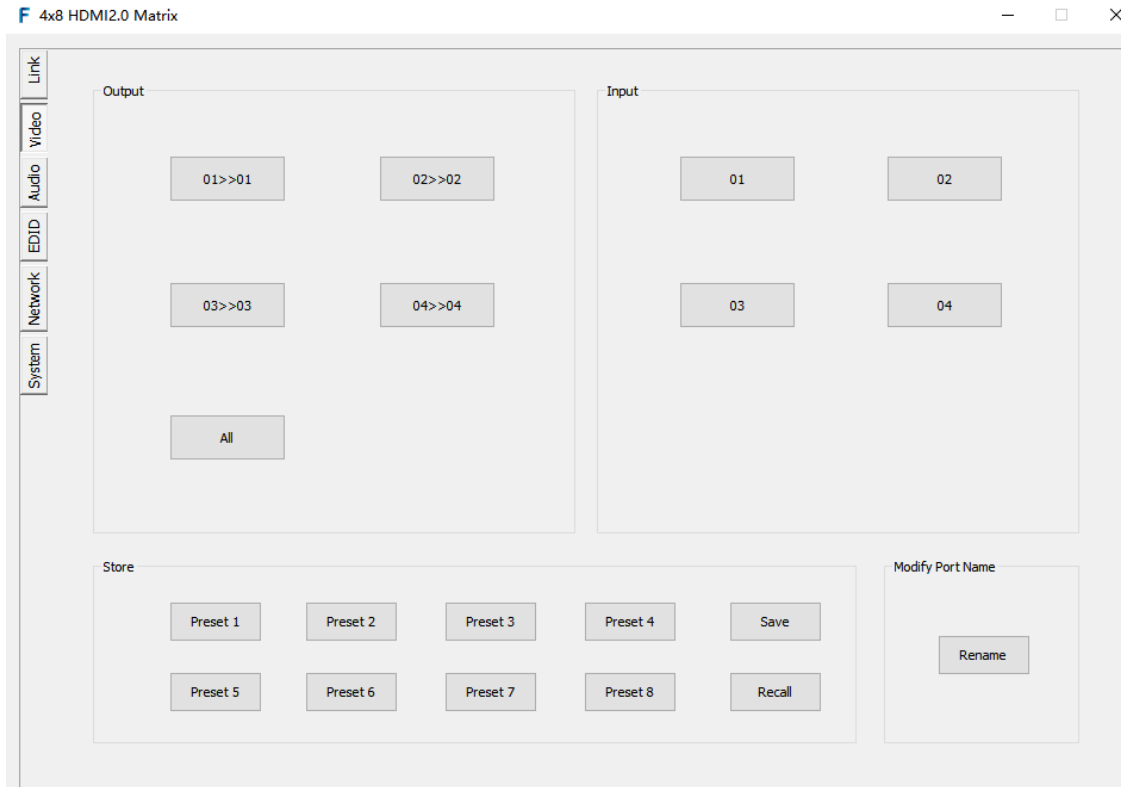 4x8 HDMI2.0 Matrix
Link
Video
Audio
EDID
Network
System
Output
01>>01
02>>02
03>>03
04>>04
All
Input
01
02
03
04
Store
Preset 1
Preset 2
Preset 3
Preset 4
Save
Preset 5
Preset 6
Preset 7
Preset 8
Recall
Modify Port Name
Rename